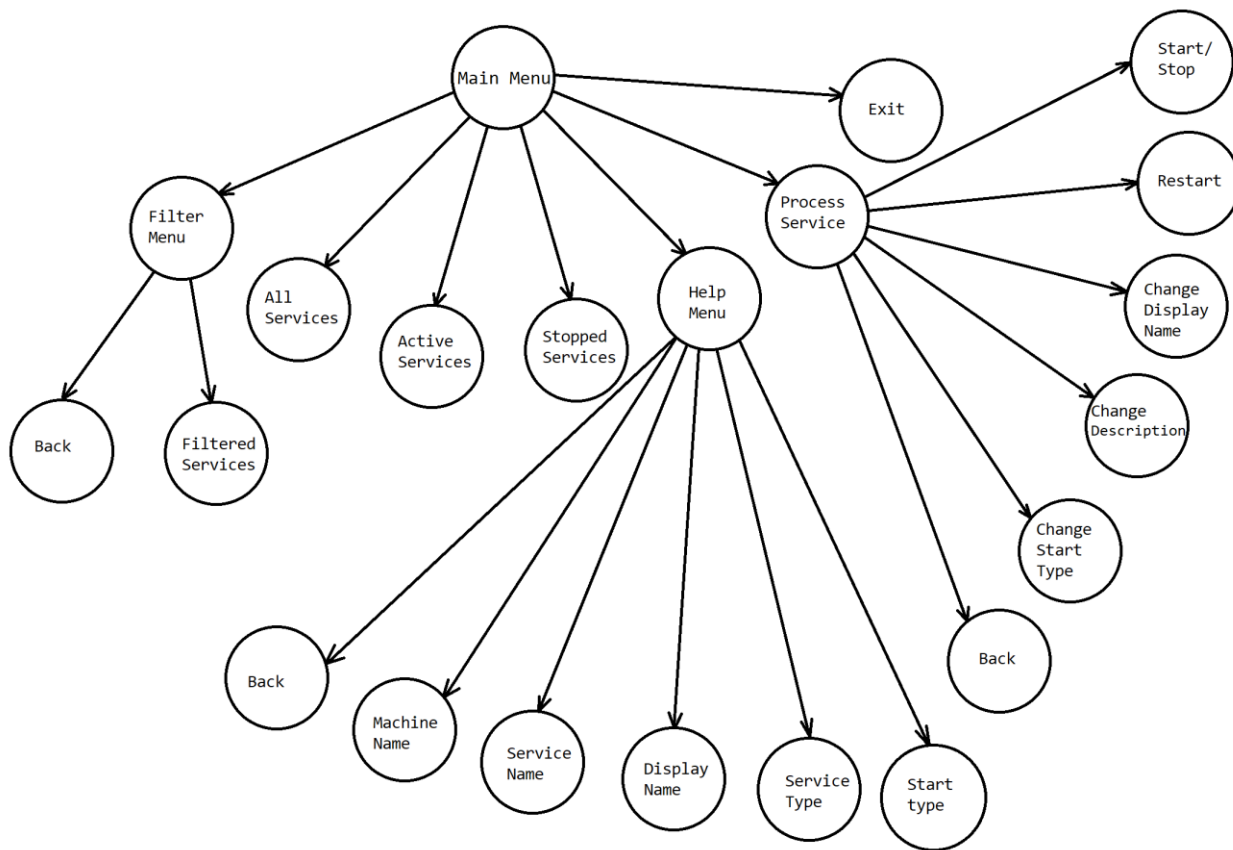 Main Menu
Exit
Start/
Stop
Restart
Process
Service
Filter
Menu
All
Services
Active
Services
Stopped
Services
Help
Menu
Change
Display
Name
Change
Description
Change
Start
Type
Back
Back
Filtered
Services
Back
Machine
Name
Service
Name
Display
Name
Service
Type
Start
type